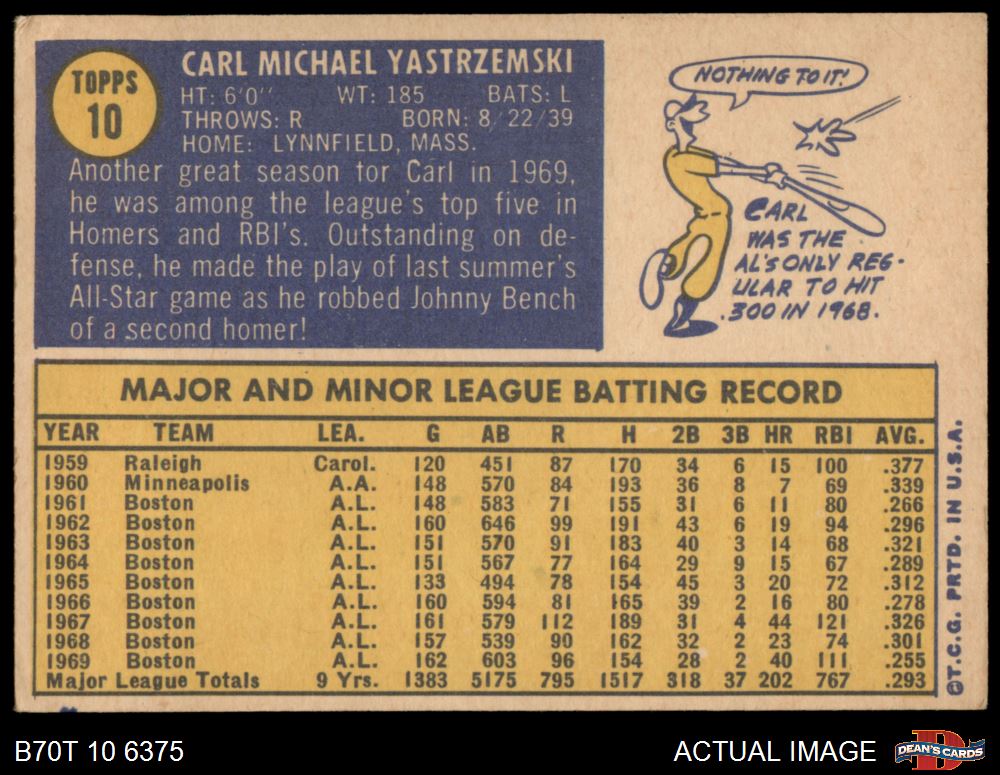 TOPPS
10
CARL MICHAEL YASTRZEMSKI
HT: 6'0'' WT: 185 BATS: L
THROWS: R BORN: 8/22/39
HOME: LYNNFIELD, MASS.
Another great season for Carl in 1969,
he was among the league's top five in
Homers and RBI's. Outstanding on de-
fense, he made the play of last summer's
All-Star game as he robbed Johnny Bench
of a second homer!
NOTHING TO IT!
CARL
WAS THE
AL'S ONLY REG-
ULAR TO HIT
.300 IN 1968.
MAJOR AND MINOR LEAGUE BATTING RECORD
YEAR TEAM LEA. G AB R H 2B 3B HR RBI AVG.
1959 Raleigh Carol. 120 451 87 170 34 6 15 100 .377
1960 Minneapolis A.A. 148 570 84 193 36 8 7 69 .339
1961 Boston A.L. 148 583 71 155 31 6 11 80 .266
1962 Boston A.L. 160 646 99 191 43 6 19 94 .296
1963 Boston A.L. 151 570 91 183 40 3 14 68 .321
1964 Boston A.L. 151 567 77 164 29 9 15 67 .289
1965 Boston A.L. 133 494 78 154 45 3 20 72 .312
1966 Boston A.L. 160 594 81 165 39 2 16 80 .278
1967 Boston A.L. 161 579 112 189 31 4 44 121 .326
1968 Boston A.L. 157 539 90 162 32 2 23 74 .301
1969 Boston A.L. 162 603 96 154 28 2 40 111 .255
Major League Totals 9 Yrs. 1383 5175 795 1517 318 37 202 767 .293
©T.C.G. PRTD. IN U.S.A.
B70T 10 6375
ACTUAL IMAGE
DEAN'S CARDS